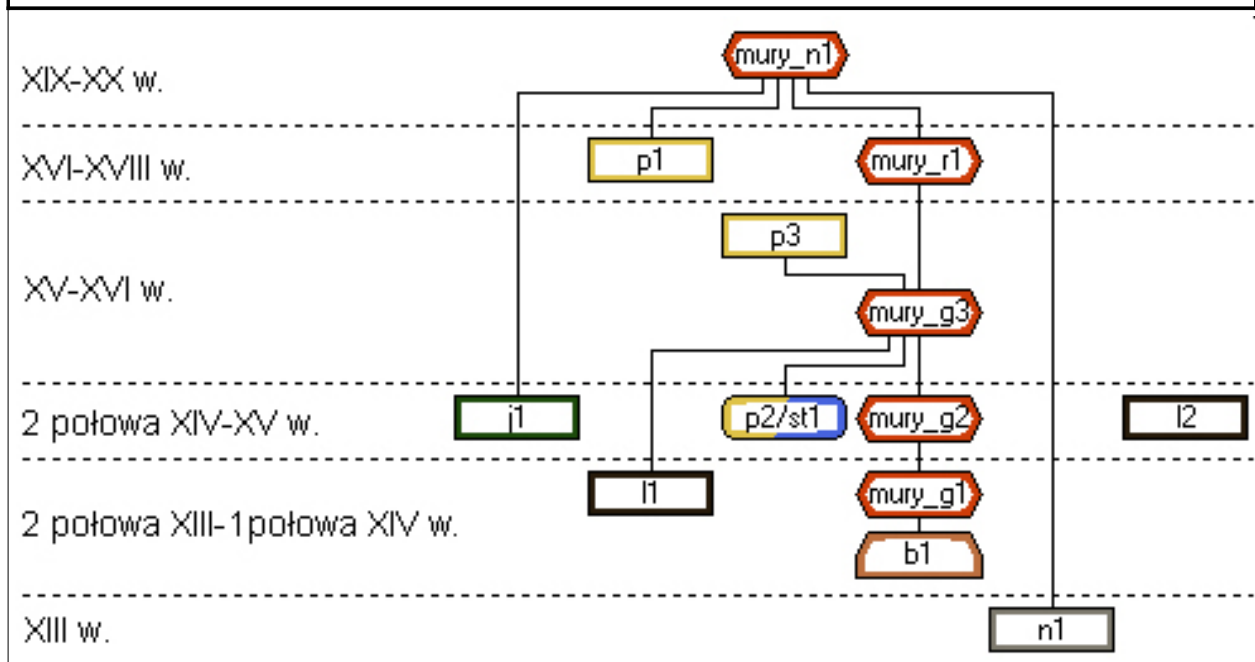 mury_n1
XIX-XX w.
p1
mury_r1
XVI-XVIII w.
p3
XV-XVI w.
mury_g3
j1
p2/st1
mury_g2
l2
2 połowa XIV-XV w.
l1
mury_g1
2 połowa XIII-1połowa XIV w.
b1
n1
XIII w.